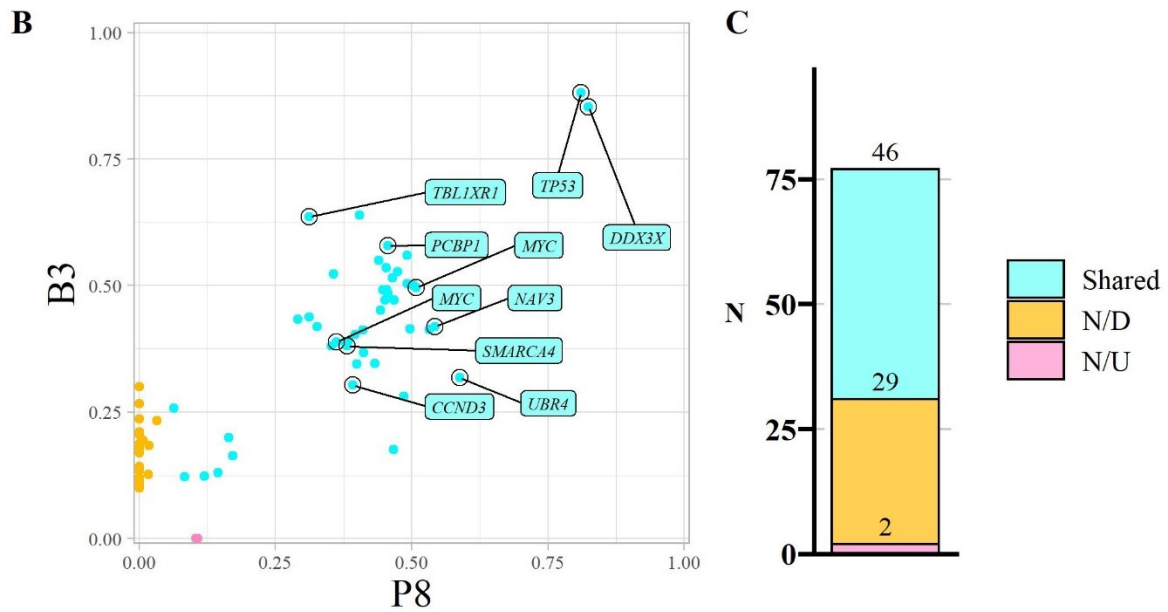 B
C
1.00
0.75
0.50
0.25
0.00
B3
TP53
TBL1XR1
DDX3X
PCBP1
MYC
MYC
NAV3
SMARCA4
CCND3
UBR4
0.00
0.25
0.50
0.75
1.00
P8
N
75
50
25
0
46
29
2
Shared
N/D
N/U